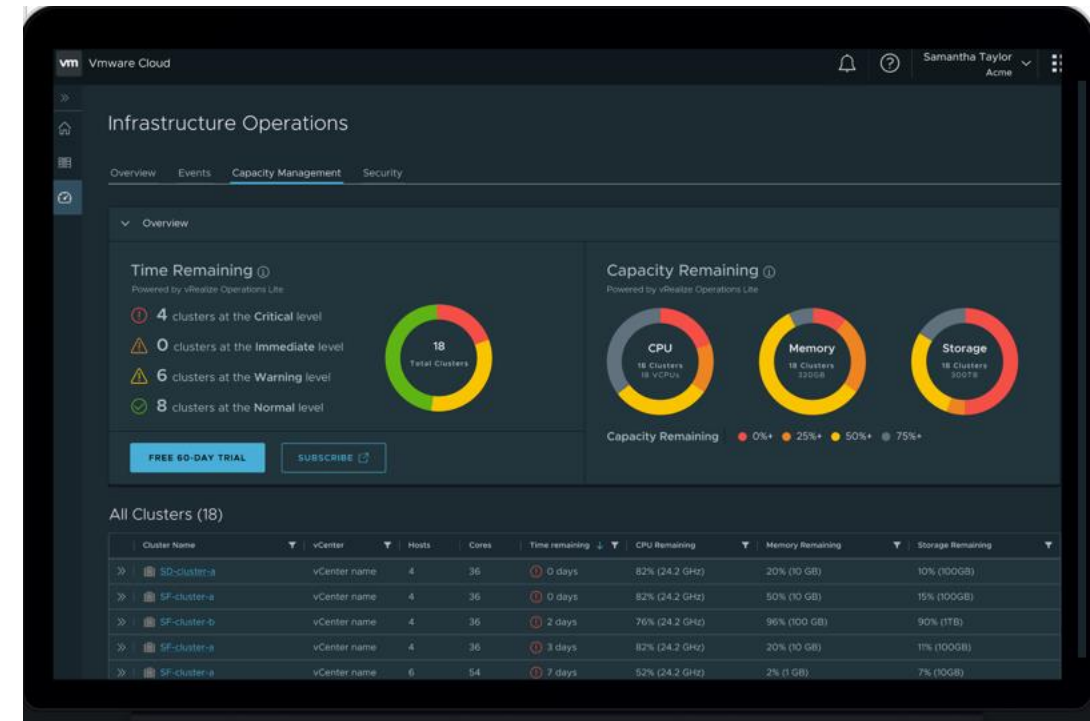 vm Vmware Cloud
Samantha Taylor
Acme
Infrastructure Operations
Overview Events Capacity Management Security
Overview
Time Remaining
Powered by vRealize Operations Lite
4 clusters at the Critical level
0 clusters at the Immediate level
6 clusters at the Warning level
8 clusters at the Normal level
18
Total Clusters
FREE 60-DAY TRIAL SUBSCRIBE
Capacity Remaining
Powered by vRealize Operations Lite
CPU
18 Clusters
18 vCPUs
Memory
18 Clusters
320GB
Storage
18 Clusters
300TB
Capacity Remaining 0%+ 25%+ 50%+ 75%+
All Clusters (18)
Cluster Name vCenter Hosts Cores Time remaining CPU Remaining Memory Remaining Storage Remaining
SD-cluster-a vCenter name 4 36 0 days 82% (24.2 GHz) 20% (10 GB) 10% (100GB)
SF-cluster-a vCenter name 4 36 0 days 82% (24.2 GHz) 50% (10 GB) 15% (100GB)
SF-cluster-b vCenter name 4 36 2 days 76% (24.2 GHz) 96% (100 GB) 90% (1TB)
SF-cluster-a vCenter name 4 36 3 days 82% (24.2 GHz) 20% (10 GB) 11% (100GB)
SF-cluster-a vCenter name 6 54 7 days 52% (24.2 GHz) 2% (1 GB) 7% (10GB)